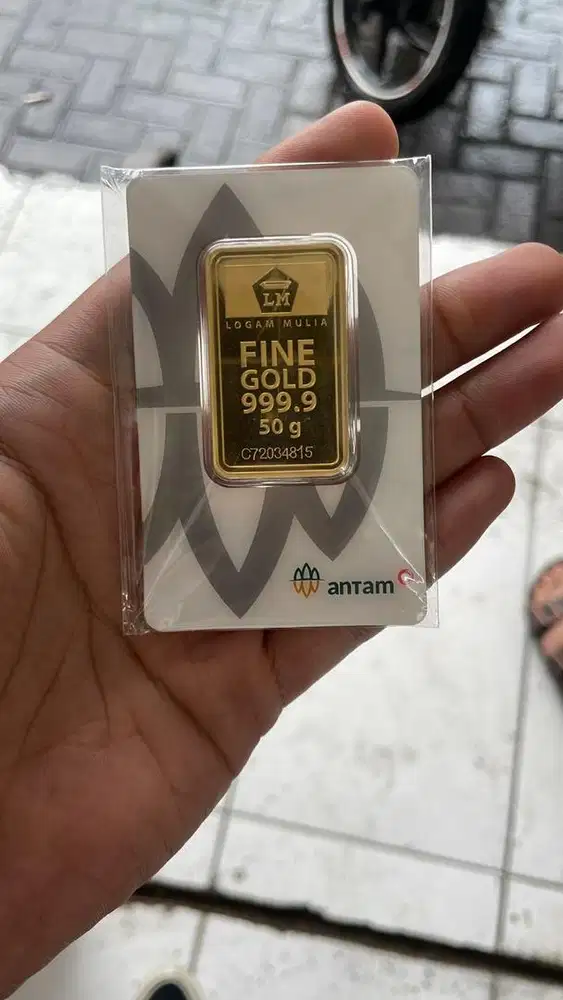 LM
LOGAM MULIA
FINE
GOLD
999.9
50 g
C72034815
antam